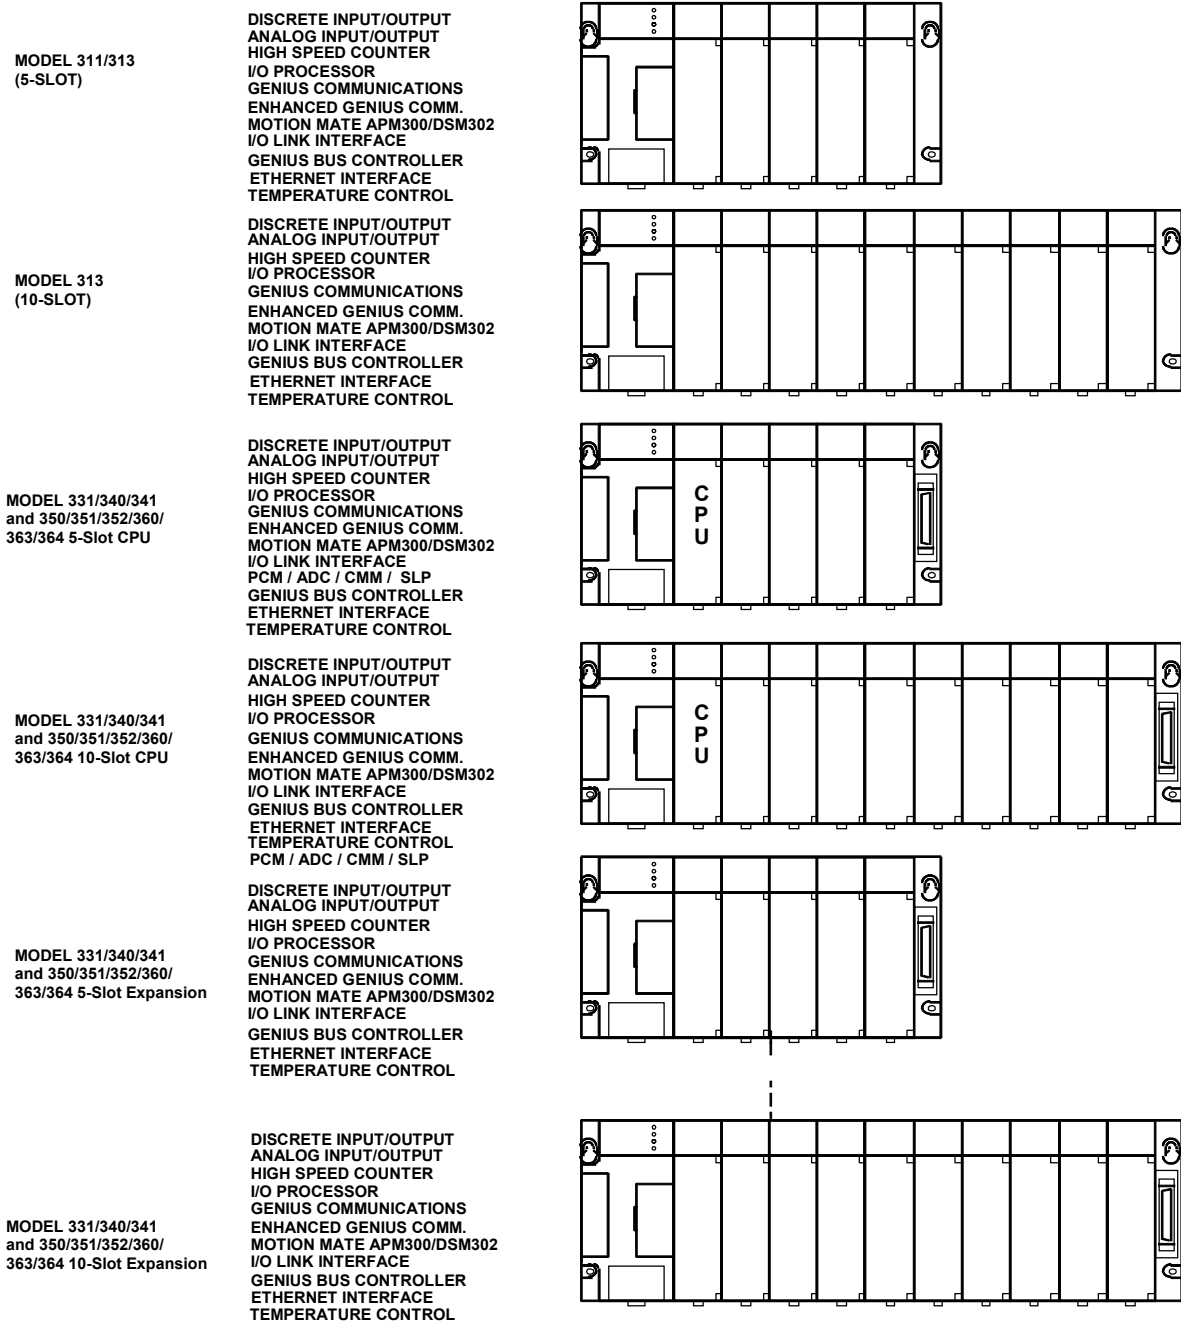 MODEL 311/313
(5-SLOT)
DISCRETE INPUT/OUTPUT
ANALOG INPUT/OUTPUT
HIGH SPEED COUNTER
I/O PROCESSOR
GENIUS COMMUNICATIONS
ENHANCED GENIUS COMM.
MOTION MATE APM300/DSM302
I/O LINK INTERFACE
GENIUS BUS CONTROLLER
ETHERNET INTERFACE
TEMPERATURE CONTROL
MODEL 313
(10-SLOT)
DISCRETE INPUT/OUTPUT
ANALOG INPUT/OUTPUT
HIGH SPEED COUNTER
I/O PROCESSOR
GENIUS COMMUNICATIONS
ENHANCED GENIUS COMM.
MOTION MATE APM300/DSM302
I/O LINK INTERFACE
GENIUS BUS CONTROLLER
ETHERNET INTERFACE
TEMPERATURE CONTROL
MODEL 331/340/341
and 350/351/352/360/
363/364 5-Slot CPU
DISCRETE INPUT/OUTPUT
ANALOG INPUT/OUTPUT
HIGH SPEED COUNTER
I/O PROCESSOR
GENIUS COMMUNICATIONS
ENHANCED GENIUS COMM.
MOTION MATE APM300/DSM302
I/O LINK INTERFACE
PCM / ADC / CMM / SLP
GENIUS BUS CONTROLLER
ETHERNET INTERFACE
TEMPERATURE CONTROL
C
P
U
MODEL 331/340/341
and 350/351/352/360/
363/364 10-Slot CPU
DISCRETE INPUT/OUTPUT
ANALOG INPUT/OUTPUT
HIGH SPEED COUNTER
I/O PROCESSOR
GENIUS COMMUNICATIONS
ENHANCED GENIUS COMM.
MOTION MATE APM300/DSM302
I/O LINK INTERFACE
GENIUS BUS CONTROLLER
ETHERNET INTERFACE
TEMPERATURE CONTROL
PCM / ADC / CMM / SLP
C
P
U
MODEL 331/340/341
and 350/351/352/360/
363/364 5-Slot Expansion
DISCRETE INPUT/OUTPUT
ANALOG INPUT/OUTPUT
HIGH SPEED COUNTER
I/O PROCESSOR
GENIUS COMMUNICATIONS
ENHANCED GENIUS COMM.
MOTION MATE APM300/DSM302
I/O LINK INTERFACE
GENIUS BUS CONTROLLER
ETHERNET INTERFACE
TEMPERATURE CONTROL
MODEL 331/340/341
and 350/351/352/360/
363/364 10-Slot Expansion
DISCRETE INPUT/OUTPUT
ANALOG INPUT/OUTPUT
HIGH SPEED COUNTER
I/O PROCESSOR
GENIUS COMMUNICATIONS
ENHANCED GENIUS COMM.
MOTION MATE APM300/DSM302
I/O LINK INTERFACE
GENIUS BUS CONTROLLER
ETHERNET INTERFACE
TEMPERATURE CONTROL